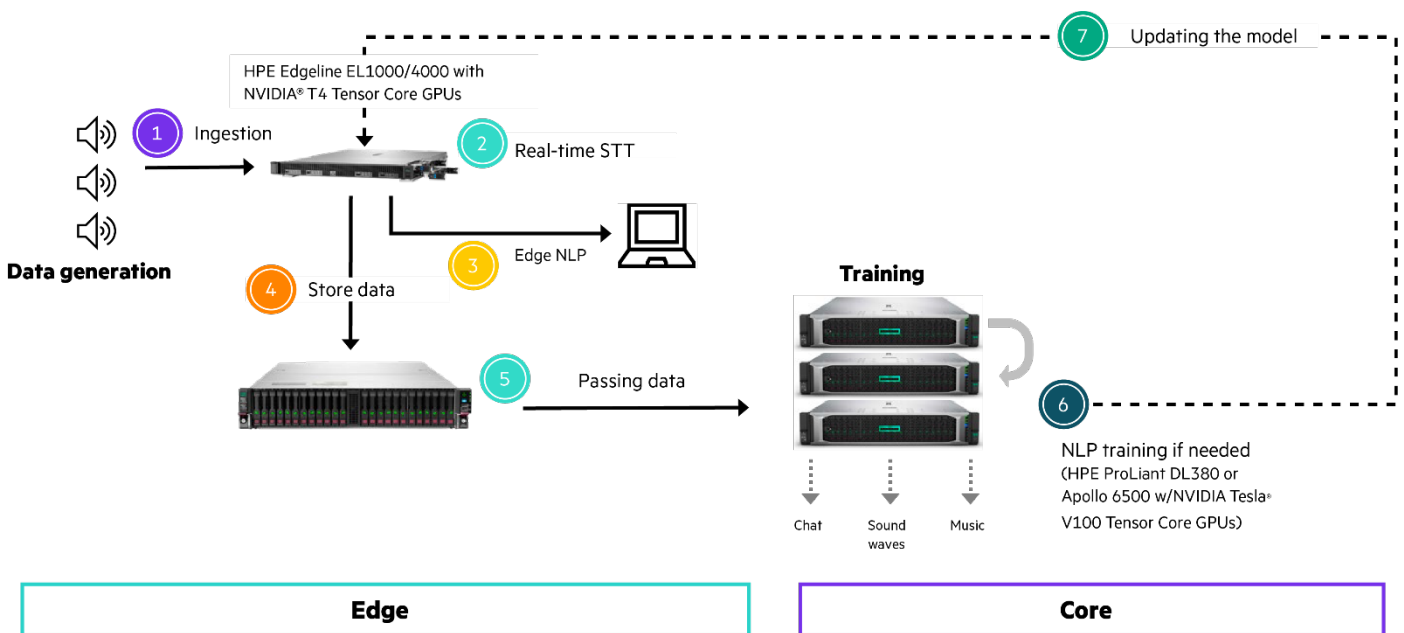 7 Updating the model
HPE Edgeline EL1000/4000 with
NVIDIA® T4 Tensor Core GPUs
1 Ingestion
2 Real-time STT
Data generation
3 Edge NLP
4 Store data
Training
5 Passing data
6
NLP training if needed
(HPE ProLiant DL380 or
Apollo 6500 w/NVIDIA Tesla®
V100 Tensor Core GPUs)
Chat
Sound
waves
Music
Edge
Core